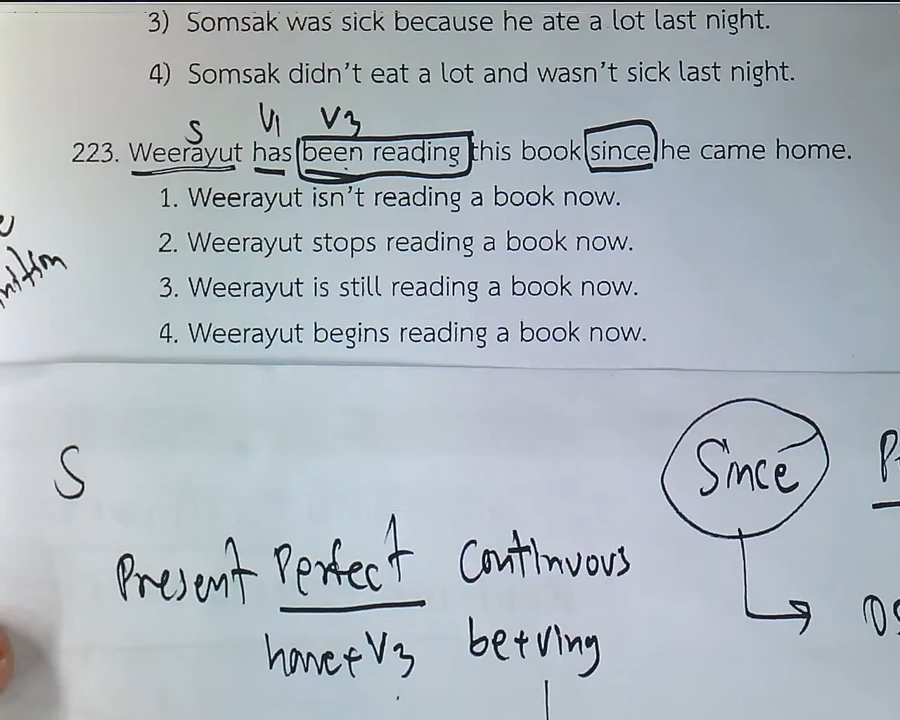 3) Somsak was sick because he ate a lot last night.
4) Somsak didn't eat a lot and wasn't sick last night.
S V1 V3
223. Weerayut has been reading this book since he came home.
1. Weerayut isn't reading a book now.
2. Weerayut stops reading a book now.
3. Weerayut is still reading a book now.
4. Weerayut begins reading a book now.
S
Since
Present Perfect Continuous
have+V3 be+ving